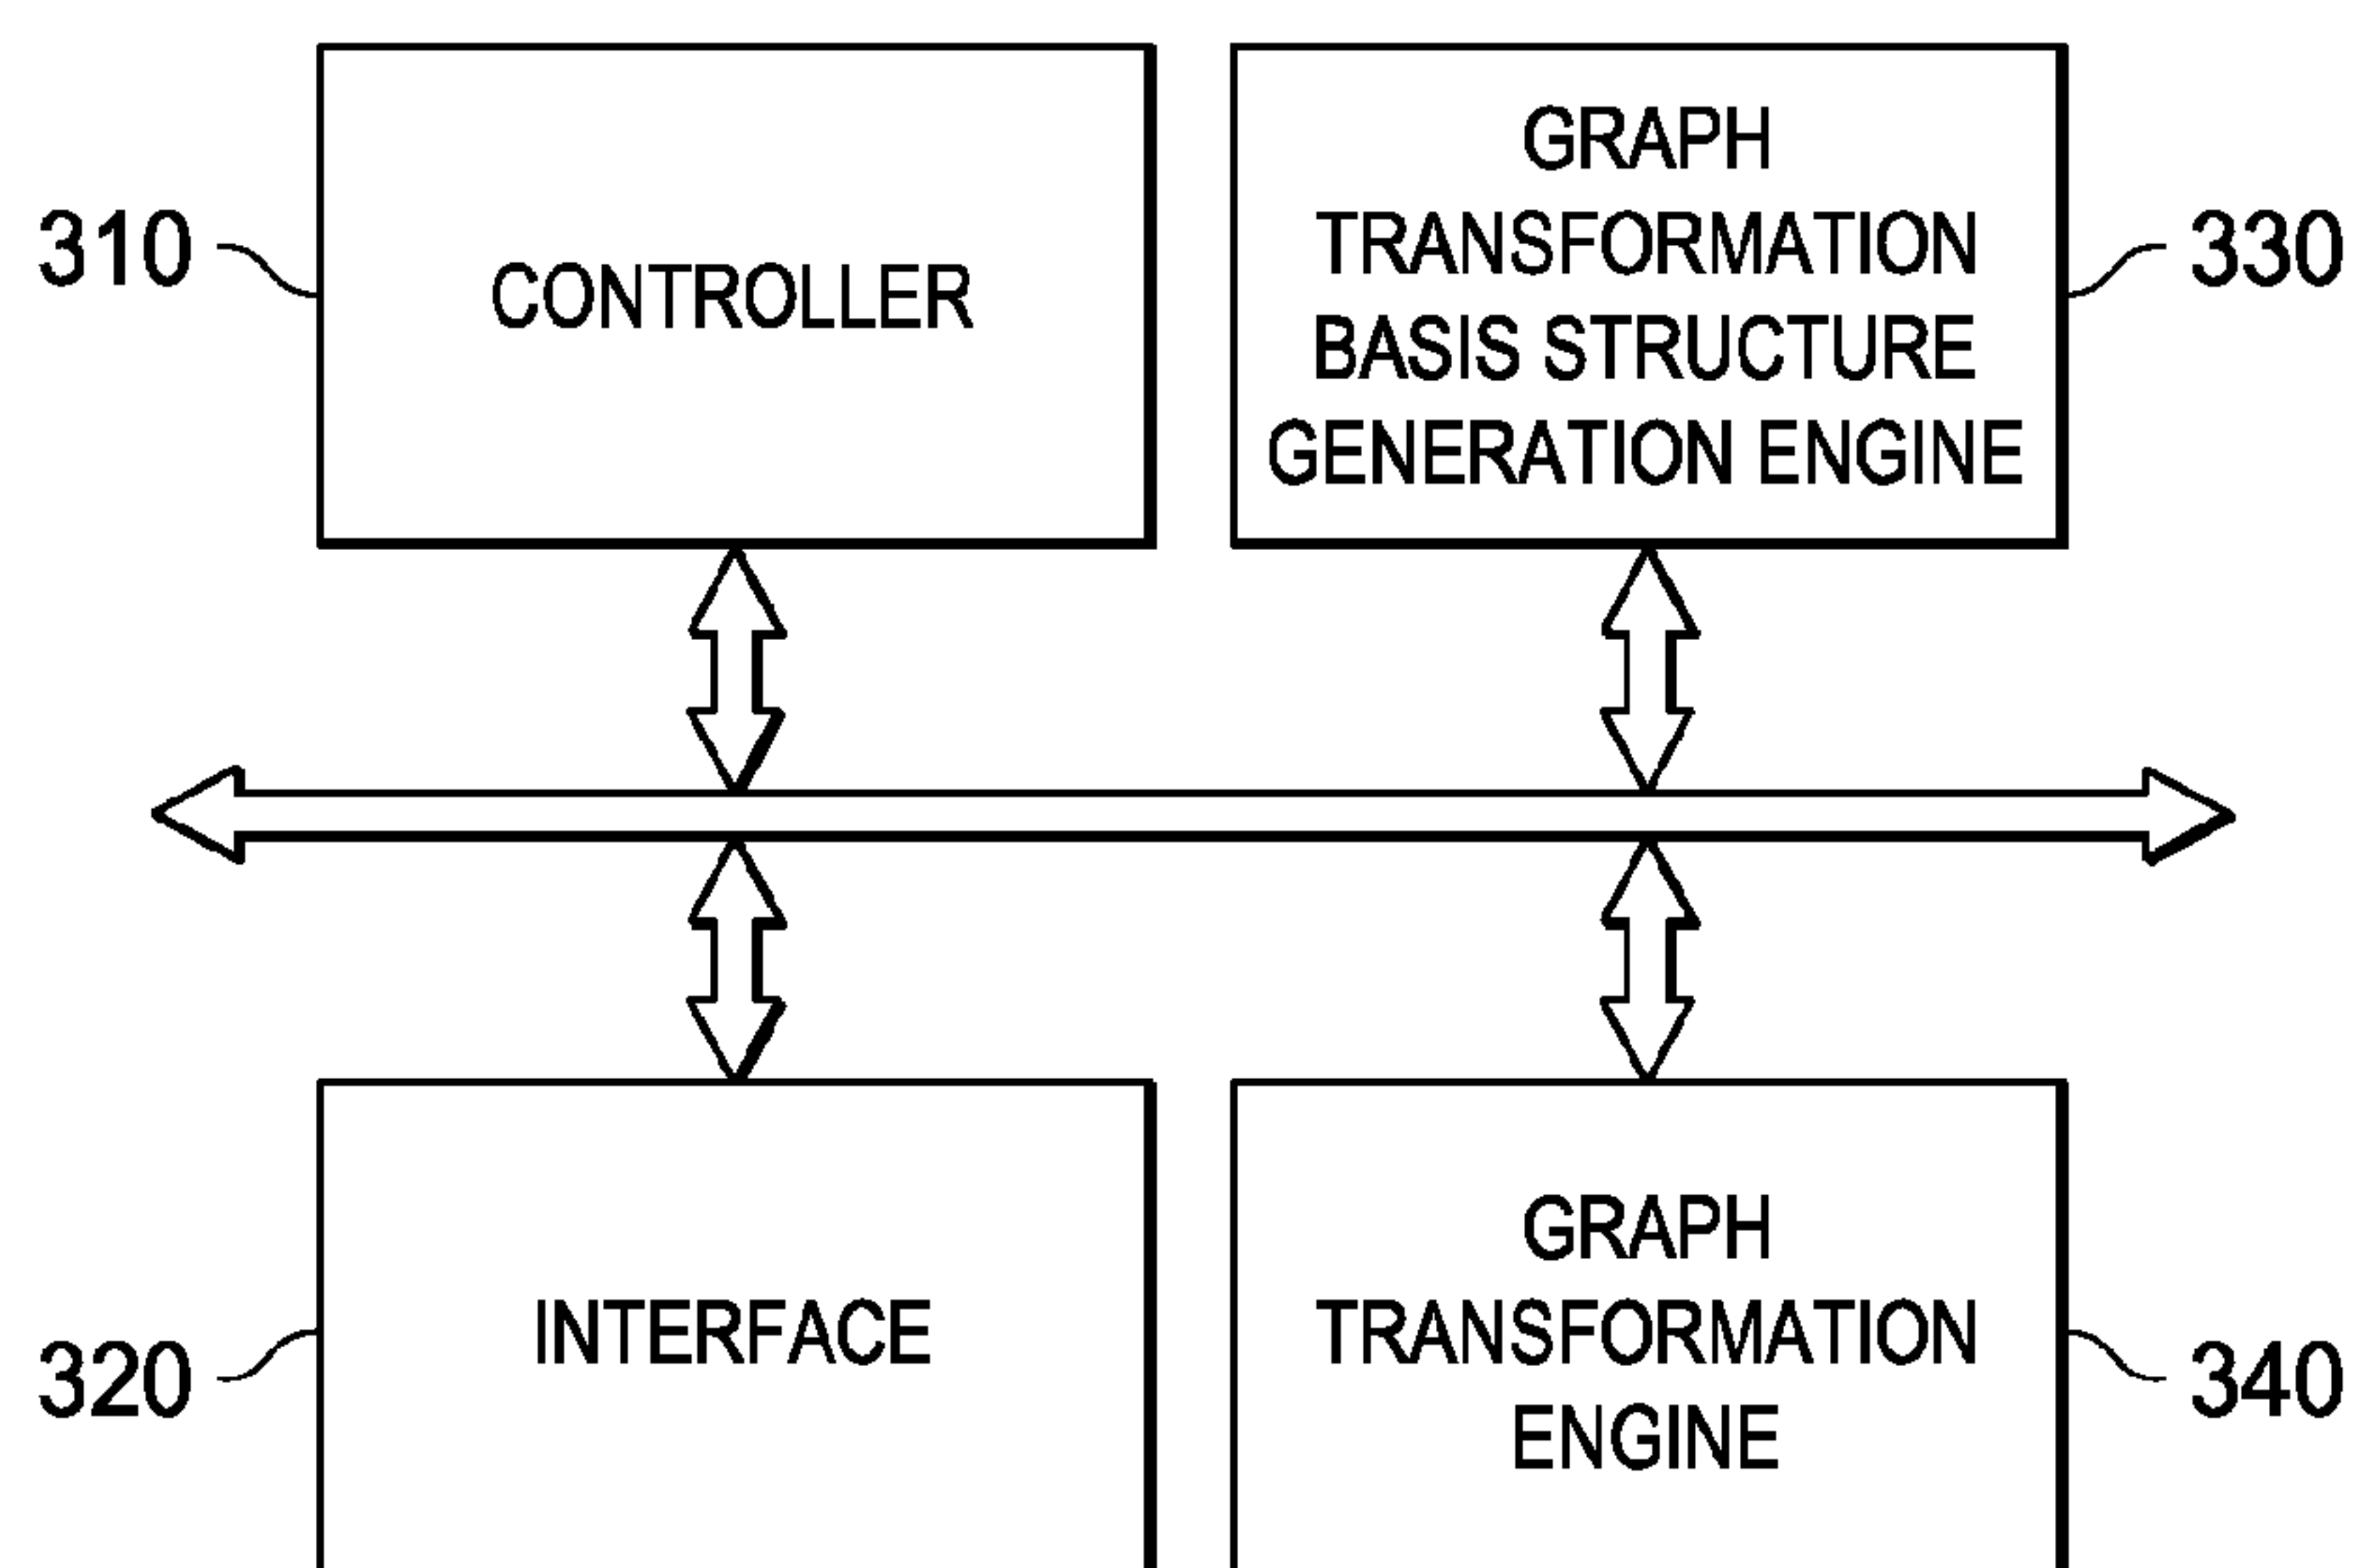 310
CONTROLLER
GRAPH
TRANSFORMATION
BASIS STRUCTURE
GENERATION ENGINE
330
320
INTERFACE
GRAPH
TRANSFORMATION
ENGINE
340